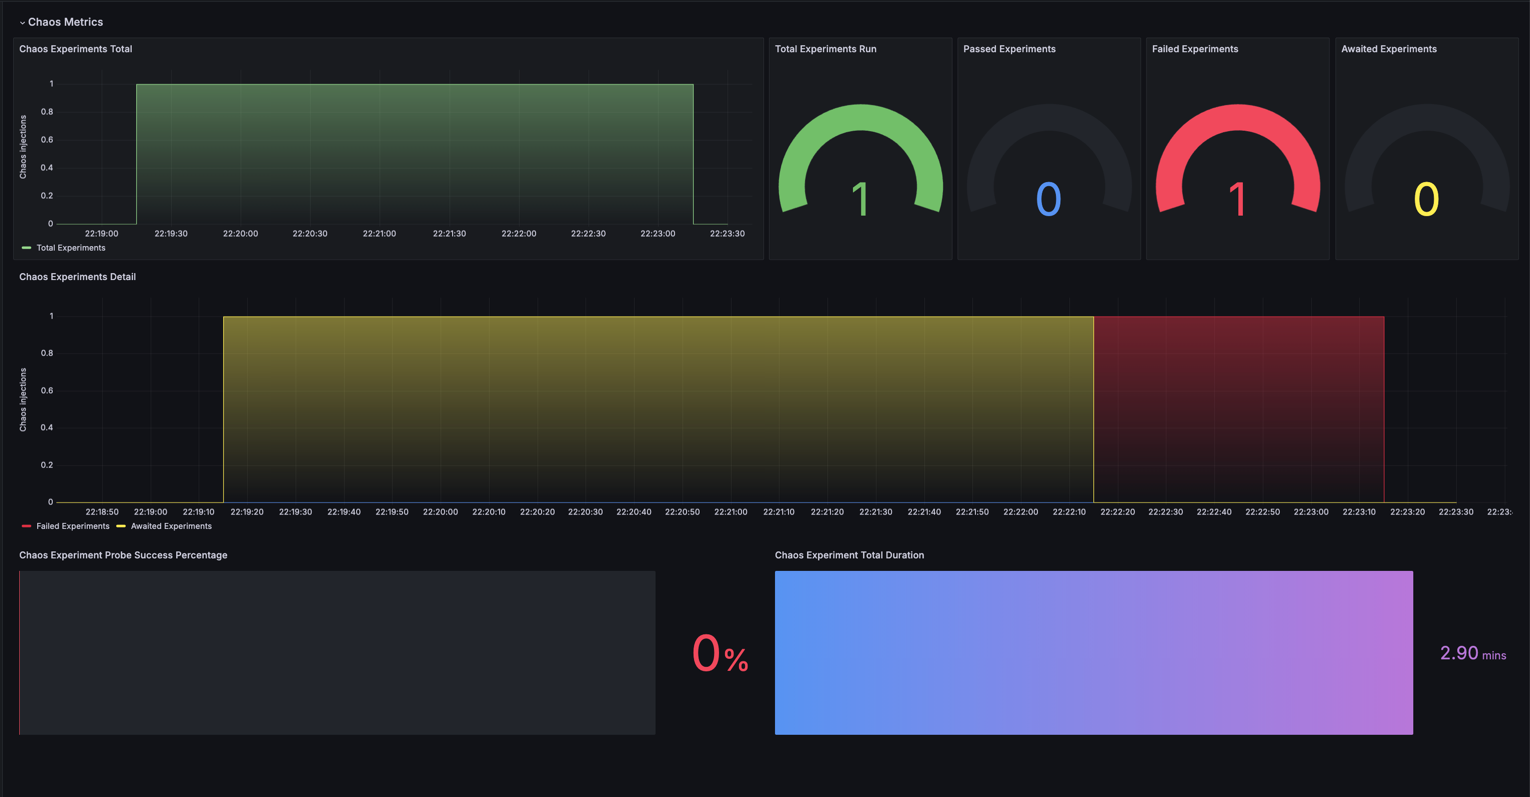 Chaos Metrics
Chaos Experiments Total
Total Experiments Run
Passed Experiments
Failed Experiments
Awaited Experiments
Chaos injections
1
0.8
0.6
0.4
0.2
0
22:19:00 22:19:30 22:20:00 22:20:30 22:21:00 22:21:30 22:22:00 22:22:30 22:23:00 22:23:30
Total Experiments
1
0
1
0
Chaos Experiments Detail
Chaos injections
1
0.8
0.6
0.4
0.2
0
22:18:50 22:19:00 22:19:10 22:19:20 22:19:30 22:19:40 22:19:50 22:20:00 22:20:10 22:20:20 22:20:30 22:20:40 22:20:50 22:21:00 22:21:10 22:21:20 22:21:30 22:21:40 22:21:50 22:22:00 22:22:10 22:22:20 22:22:30 22:22:40 22:22:50 22:23:00 22:23:10 22:23:20 22:23:30
Failed Experiments Awaited Experiments
Chaos Experiment Probe Success Percentage
0%
Chaos Experiment Total Duration
2.90 mins